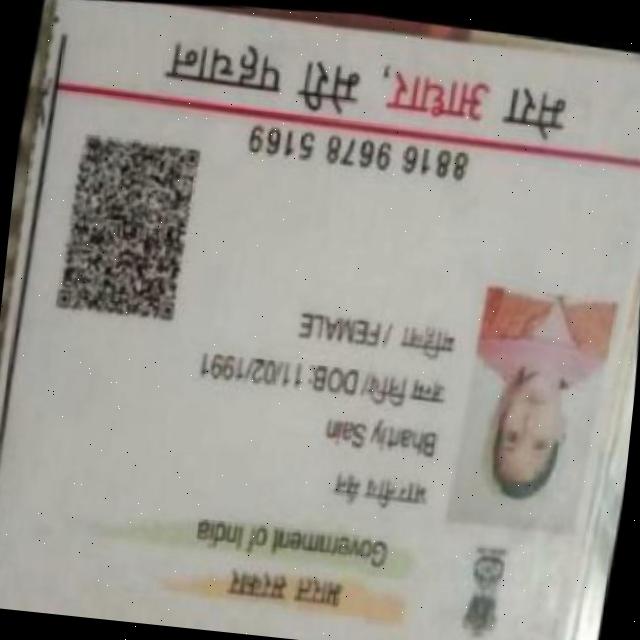 भारत सरकार
Government of India
Bharty Sain
जन्म तिथि / DOB: 11/02/1991
महिला / FEMALE
8816 9678 5169
मेरा आधार, मेरी पहचान